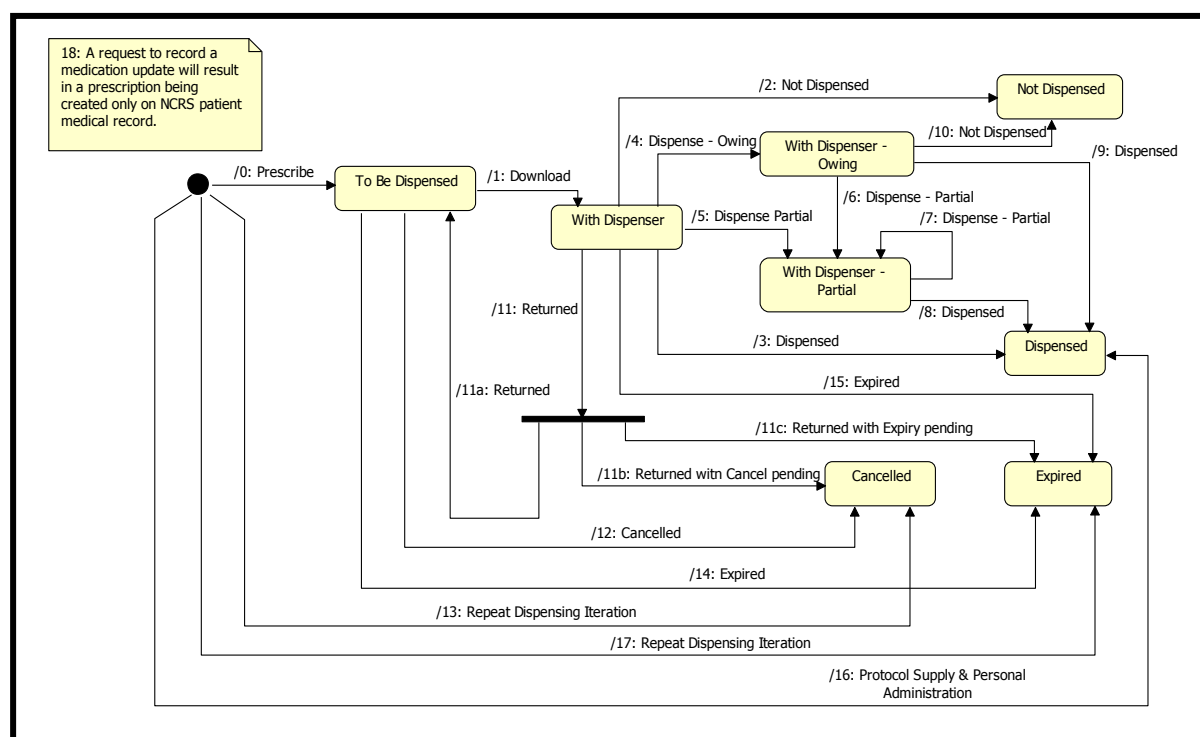 18: A request to record a
medication update will result
in a prescription being
created only on NCRS patient
medical record.
/2: Not Dispensed
Not Dispensed
/10: Not Dispensed
/4: Dispense - Owing
With Dispenser -
Owing
/9: Dispensed
/0: Prescribe
To Be Dispensed
/1: Download
/6: Dispense - Partial
With Dispenser
/5: Dispense Partial
/7: Dispense - Partial
With Dispenser -
Partial
/11: Returned
/8: Dispensed
/3: Dispensed
Dispensed
/11a: Returned
/15: Expired
/11c: Returned with Expiry pending
/11b: Returned witn Cancel pending
Cancelled
Expired
/12: Cancelled
/14: Expired
/13: Repeat Dispensing Iteration
/17: Repeat Dispensing Iteration
/16: Protocol Supply & Personal
Administration